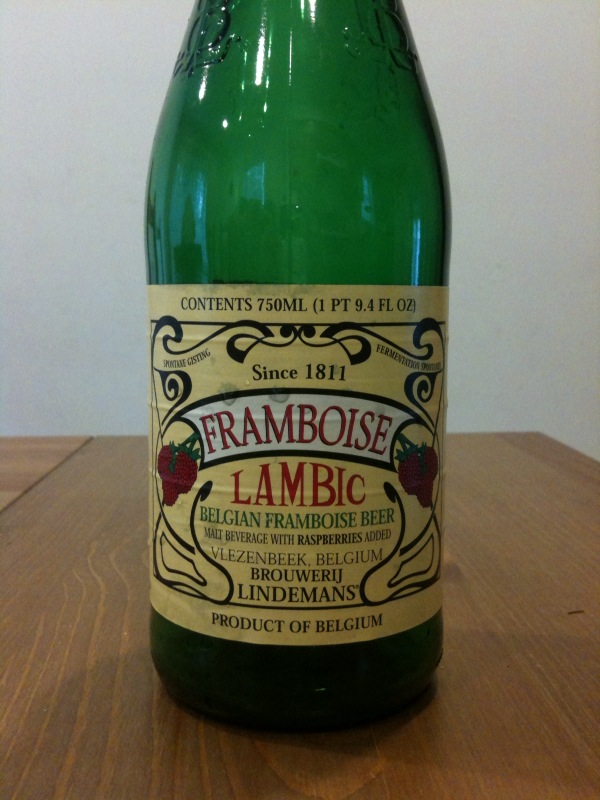 CONTENTS 750ML (1 PT 9.4 FL OZ)
SPONTANE GISTING
FERMENTATION SPONTANÉE
Since 1811
FRAMBOISE
LAMBIC
BELGIAN FRAMBOISE BEER
MALT BEVERAGE WITH RASPBERRIES ADDED
VLEZENBEEK, BELGIUM
BROUWERIJ
LINDEMANS®
PRODUCT OF BELGIUM